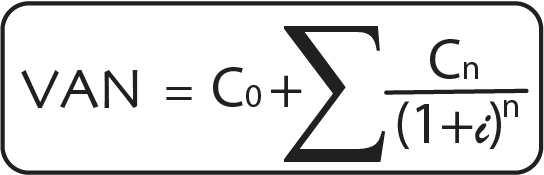 VAN = C₀ + ∑ Cₙ / (1+i)ⁿ